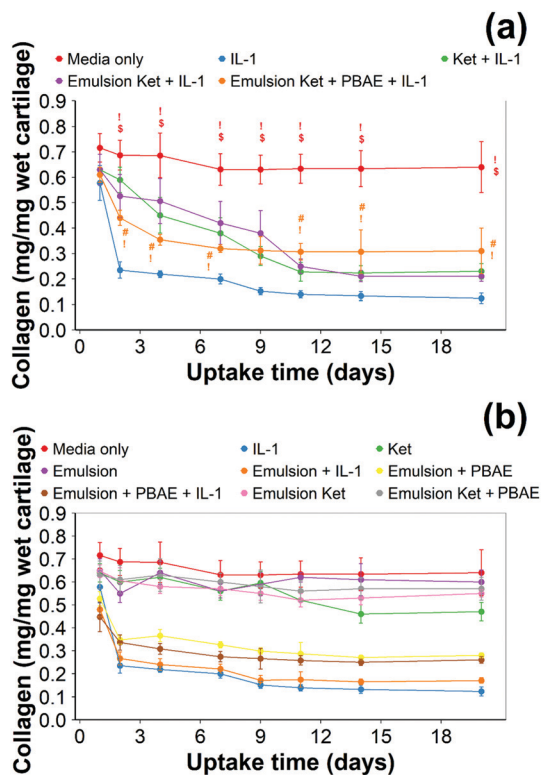 (a)
Media only IL-1 Ket + IL-1
Emulsion Ket + IL-1 Emulsion Ket + PBAE + IL-1
Collagen (mg/mg wet cartilage)
0.9
0.8
0.7
0.6
0.5
0.4
0.3
0.2
0.1
0.0
! ! ! ! ! ! !
$ $ $ $ $ $ $
# # # # # #
! ! ! ! ! !
0 3 6 9 12 15 18
Uptake time (days)
(b)
Media only IL-1 Ket
Emulsion Emulsion + IL-1 Emulsion + PBAE
Emulsion + PBAE + IL-1 Emulsion Ket Emulsion Ket + PBAE
Collagen (mg/mg wet cartilage)
0.9
0.8
0.7
0.6
0.5
0.4
0.3
0.2
0.1
0.0
0 3 6 9 12 15 18
Uptake time (days)